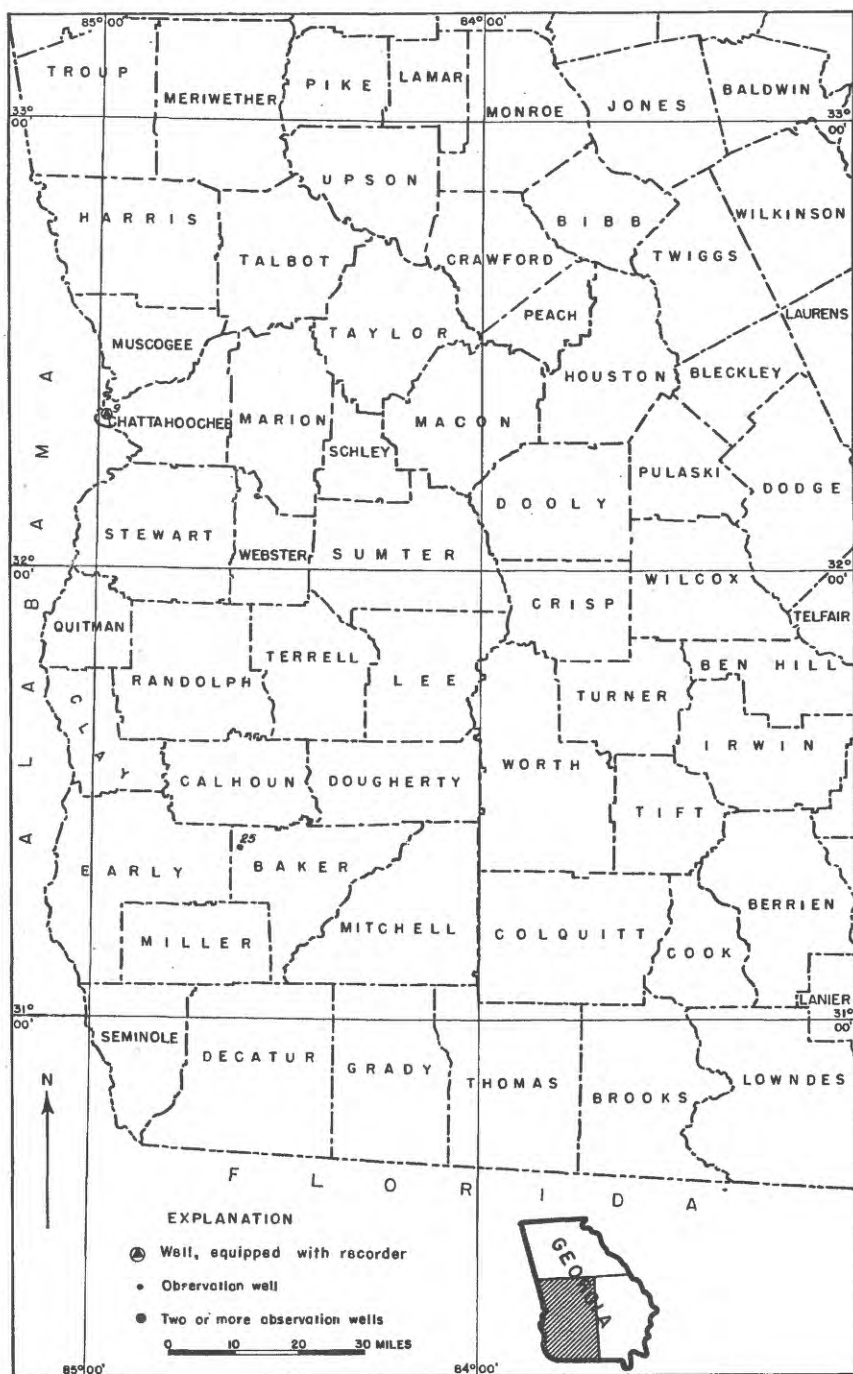 85°00' 84°00'
TROUP
MERIWETHER
PIKE
LAMAR
MONROE
JONES
BALDWIN
33°
00'
33°
00'
UPSON
HARRIS
TALBOT
CRAWFORD
BIBB
TWIGGS
WILKINSON
MUSCOGEE
TAYLOR
PEACH
HOUSTON
BLECKLEY
LAURENS
9
CHATTAHOOCHEE
MARION
SCHLEY
MACON
DOOLY
PULASKI
DODGE
STEWART
WEBSTER
SUMTER
32°
00'
32°
00'
CRISP
WILCOX
TELFAIR
QUITMAN
RANDOLPH
TERRELL
LEE
TURNER
BEN HILL
IRWIN
CLAY
CALHOUN
DOUGHERTY
WORTH
TIFT
ALABAMA
25
EARLY
BAKER
BERRIEN
MILLER
MITCHELL
COLQUITT
COOK
LANIER
31°
00'
31°
00'
SEMINOLE
DECATUR
GRADY
THOMAS
BROOKS
LOWNDES
N
FLORIDA
EXPLANATION
Well, equipped with recorder
Observation well
Two or more observation wells
0 10 20 30 MILES
GEORGIA
85°00' 84°00'